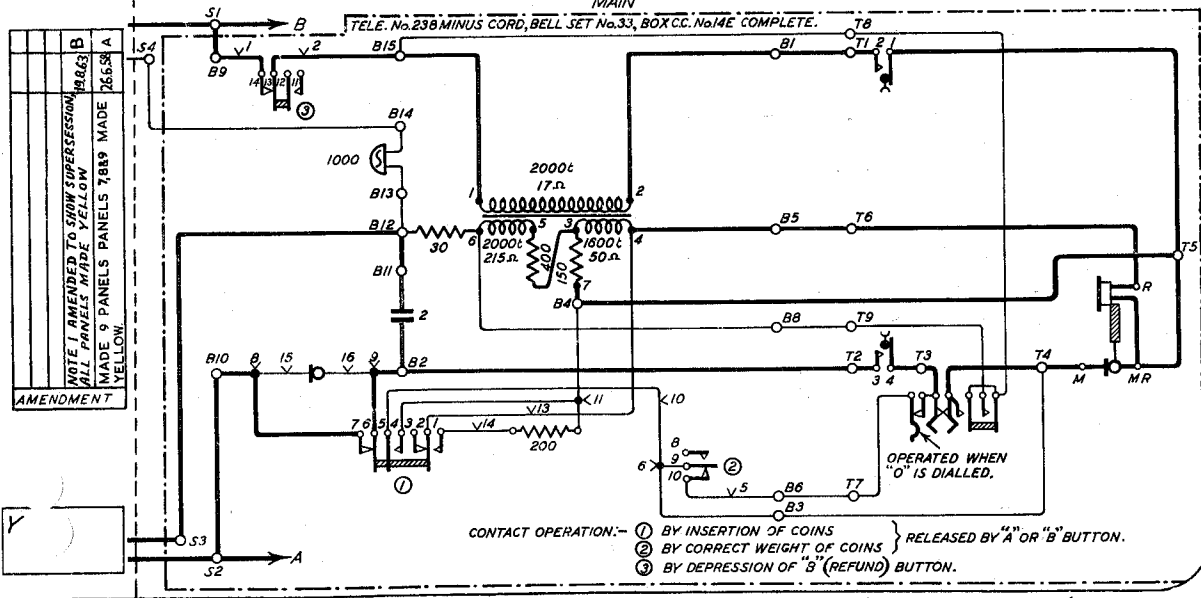 MAIN
TELE. No.238 MINUS CORD, BELL SET No.33, BOX CC. No.14E COMPLETE.
S1
B
T8
B
19.8.63
A
26.6.58
S4
1
2
B15
B1
T1
2
1
B9
14
13
12
11
3
NOTE 1 AMENDED TO SHOW SUPERSESSION,
ALL PANELS MADE YELLOW
MADE 9 PANELS PANELS 7,8&9 MADE
YELLOW.
AMENDMENT
B14
1000
2000t
17Ω
B13
1
2
B12
30
6
5
3
4
B5
T6
2000t
215Ω
400
150
1600t
50Ω
T5
B11
7
R
B4
2
B8
T9
B10
8
15
16
9
B2
T2
3
4
T3
T4
M
MR
11
10
13
7
6
5
4
3
2
1
14
200
8
9
10
2
6
OPERATED WHEN
"O" IS DIALLED.
1
5
B6
T7
B3
Y
S3
S2
A
CONTACT OPERATION:- 1 BY INSERTION OF COINS
2 BY CORRECT WEIGHT OF COINS
} RELEASED BY "A" OR "B" BUTTON.
3 BY DEPRESSION OF "B" (REFUND) BUTTON.